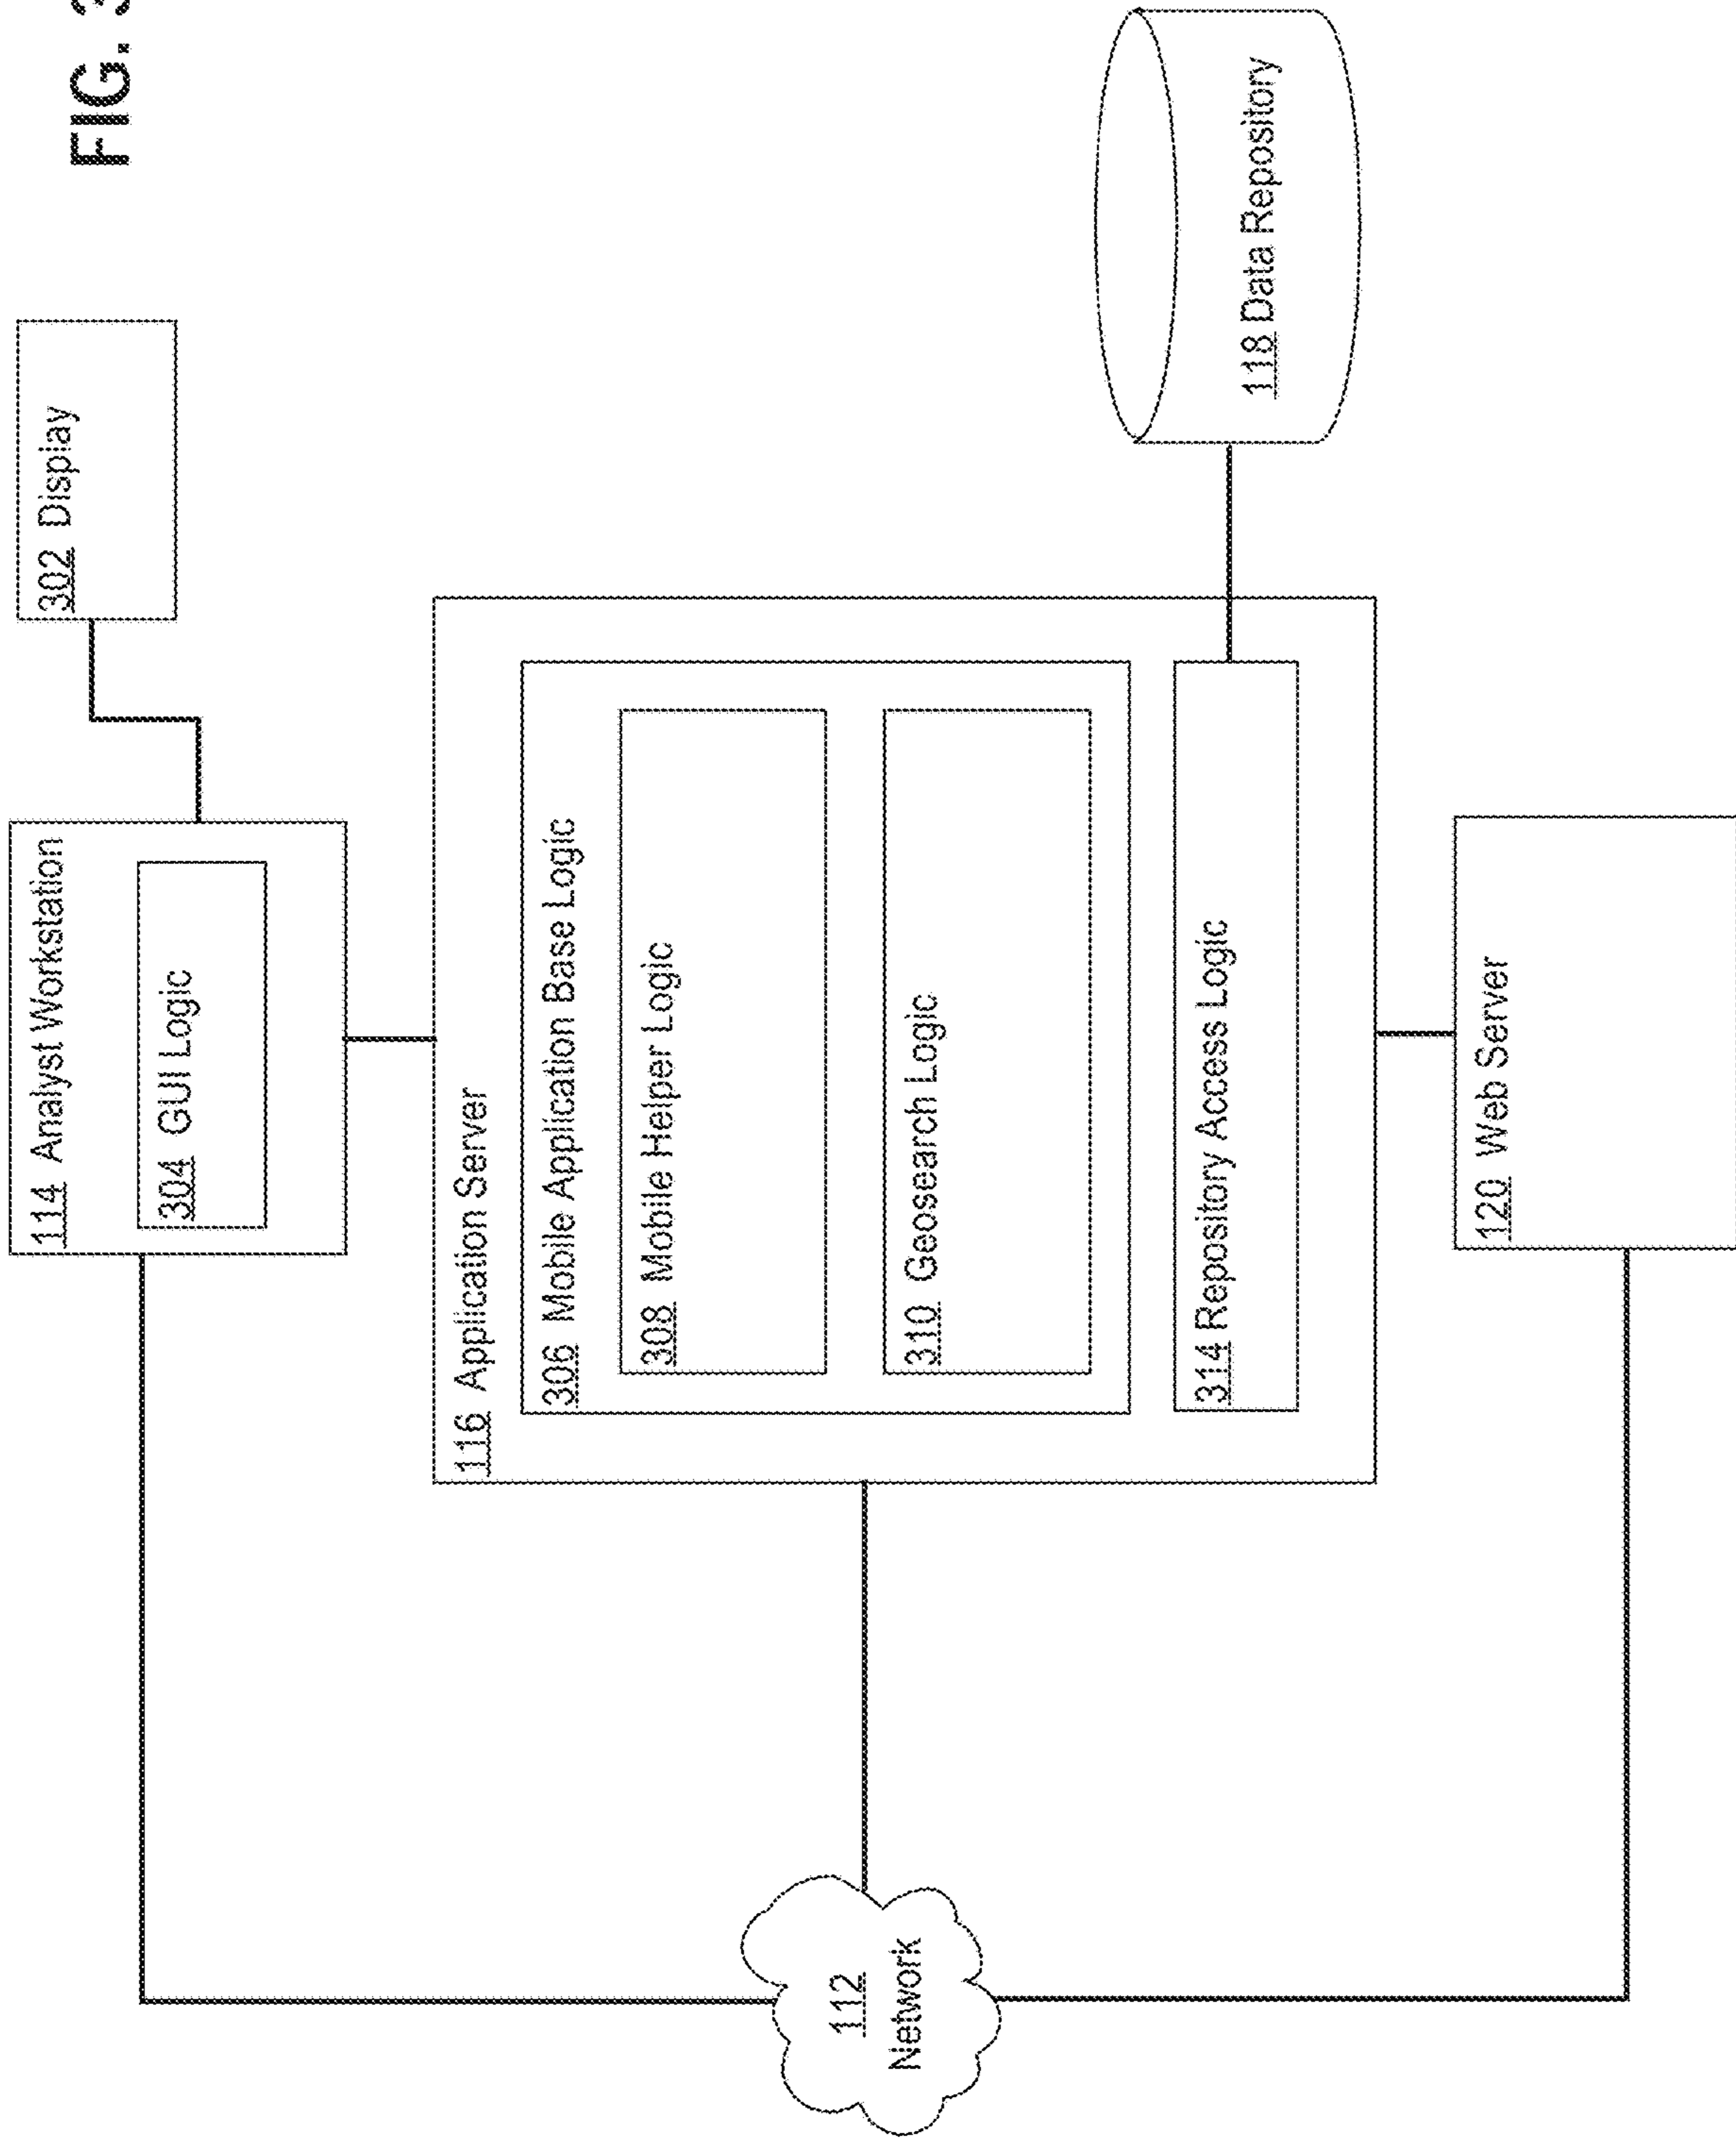 FIG. 3
302 Display
114 Analyst Workstation
304 GUI Logic
116 Application Server
306 Mobile Application Base Logic
308 Mobile Helper Logic
310 Geosearch Logic
314 Repository Access Logic
118 Data Repository
112
Network
120 Web Server